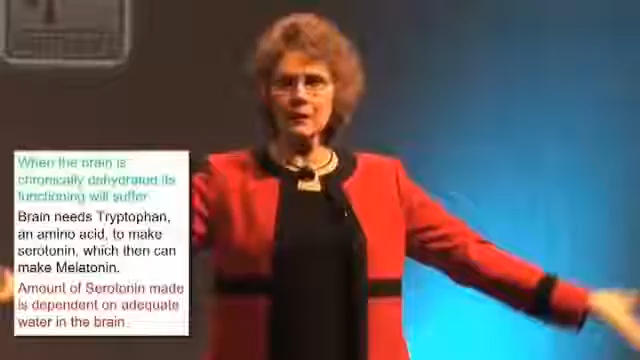 When the brain is
chronically dehydrated its
functioning will suffer
Brain needs Tryptophan,
an amino acid, to make
serotonin, which then can
make Melatonin.
Amount of Serotonin made
is dependent on adequate
water in the brain.